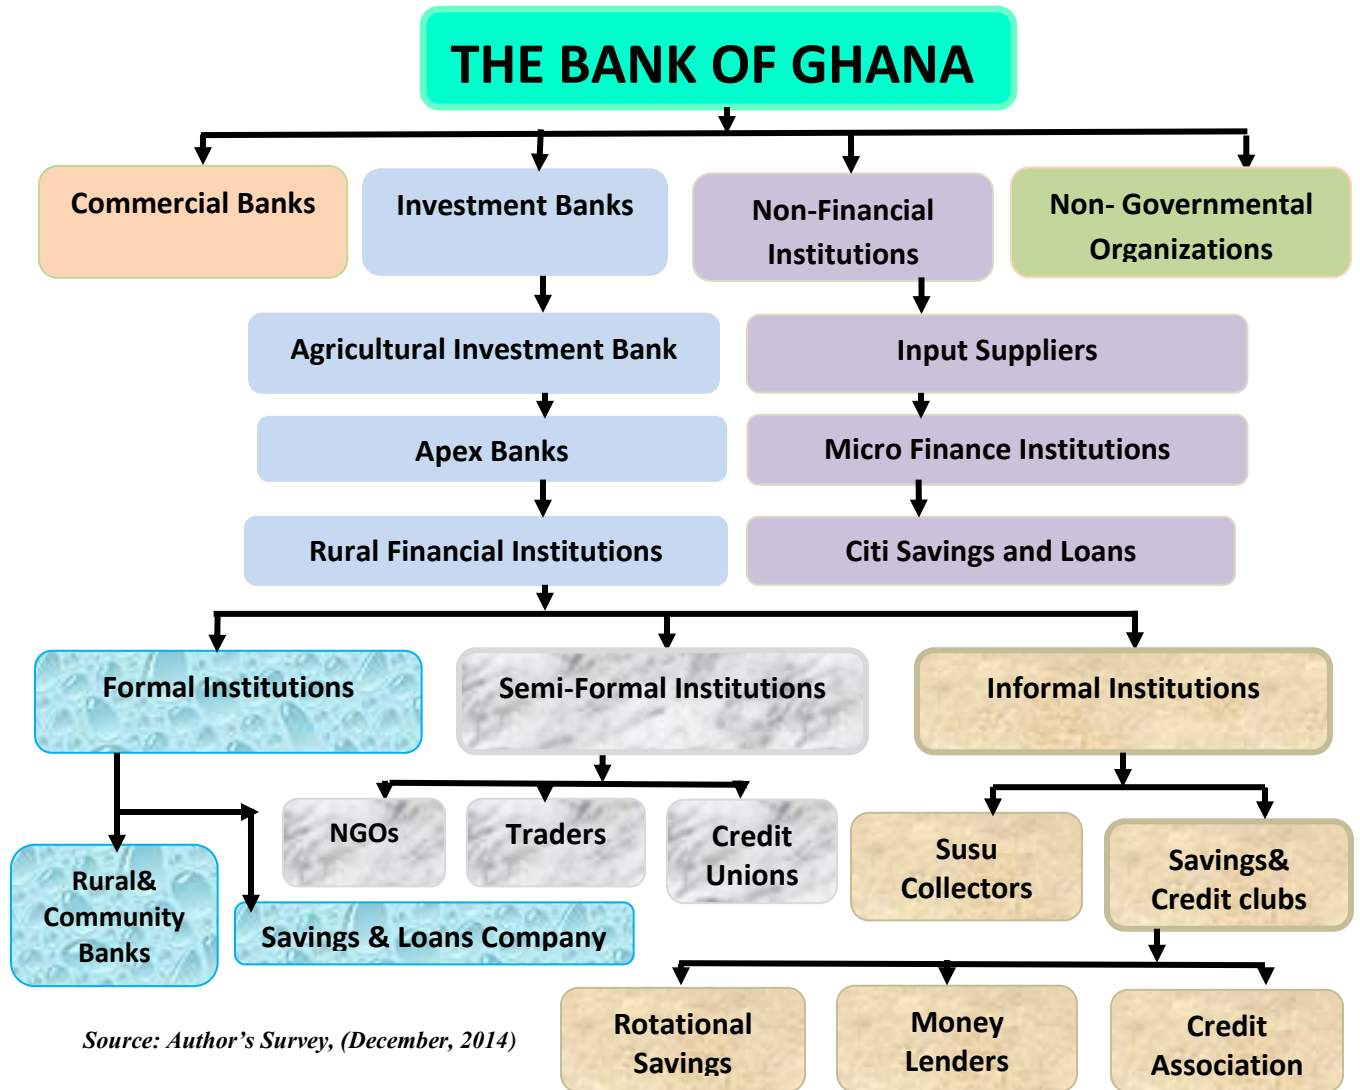 THE BANK OF GHANA
Commercial Banks
Investment Banks
Non-Financial
Institutions
Non- Governmental
Organizations
Agricultural Investment Bank
Input Suppliers
Apex Banks
Micro Finance Institutions
Rural Financial Institutions
Citi Savings and Loans
Formal Institutions
Semi-Formal Institutions
Informal Institutions
NGOs
Traders
Credit
Unions
Susu
Collectors
Savings&
Credit clubs
Rural&
Community
Banks
Savings & Loans Company
Rotational
Savings
Money
Lenders
Credit
Association
Source: Author’s Survey, (December, 2014)